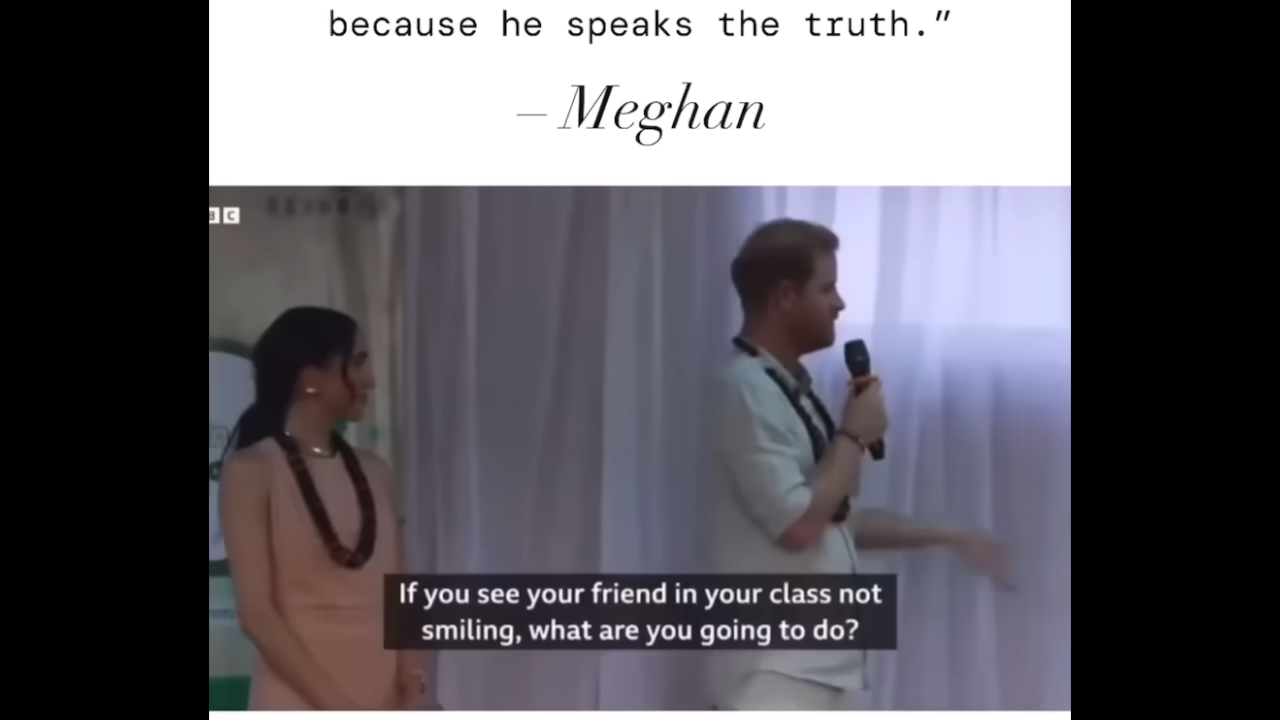 because he speaks the truth."
– Meghan
BC
If you see your friend in your class not
smiling, what are you going to do?